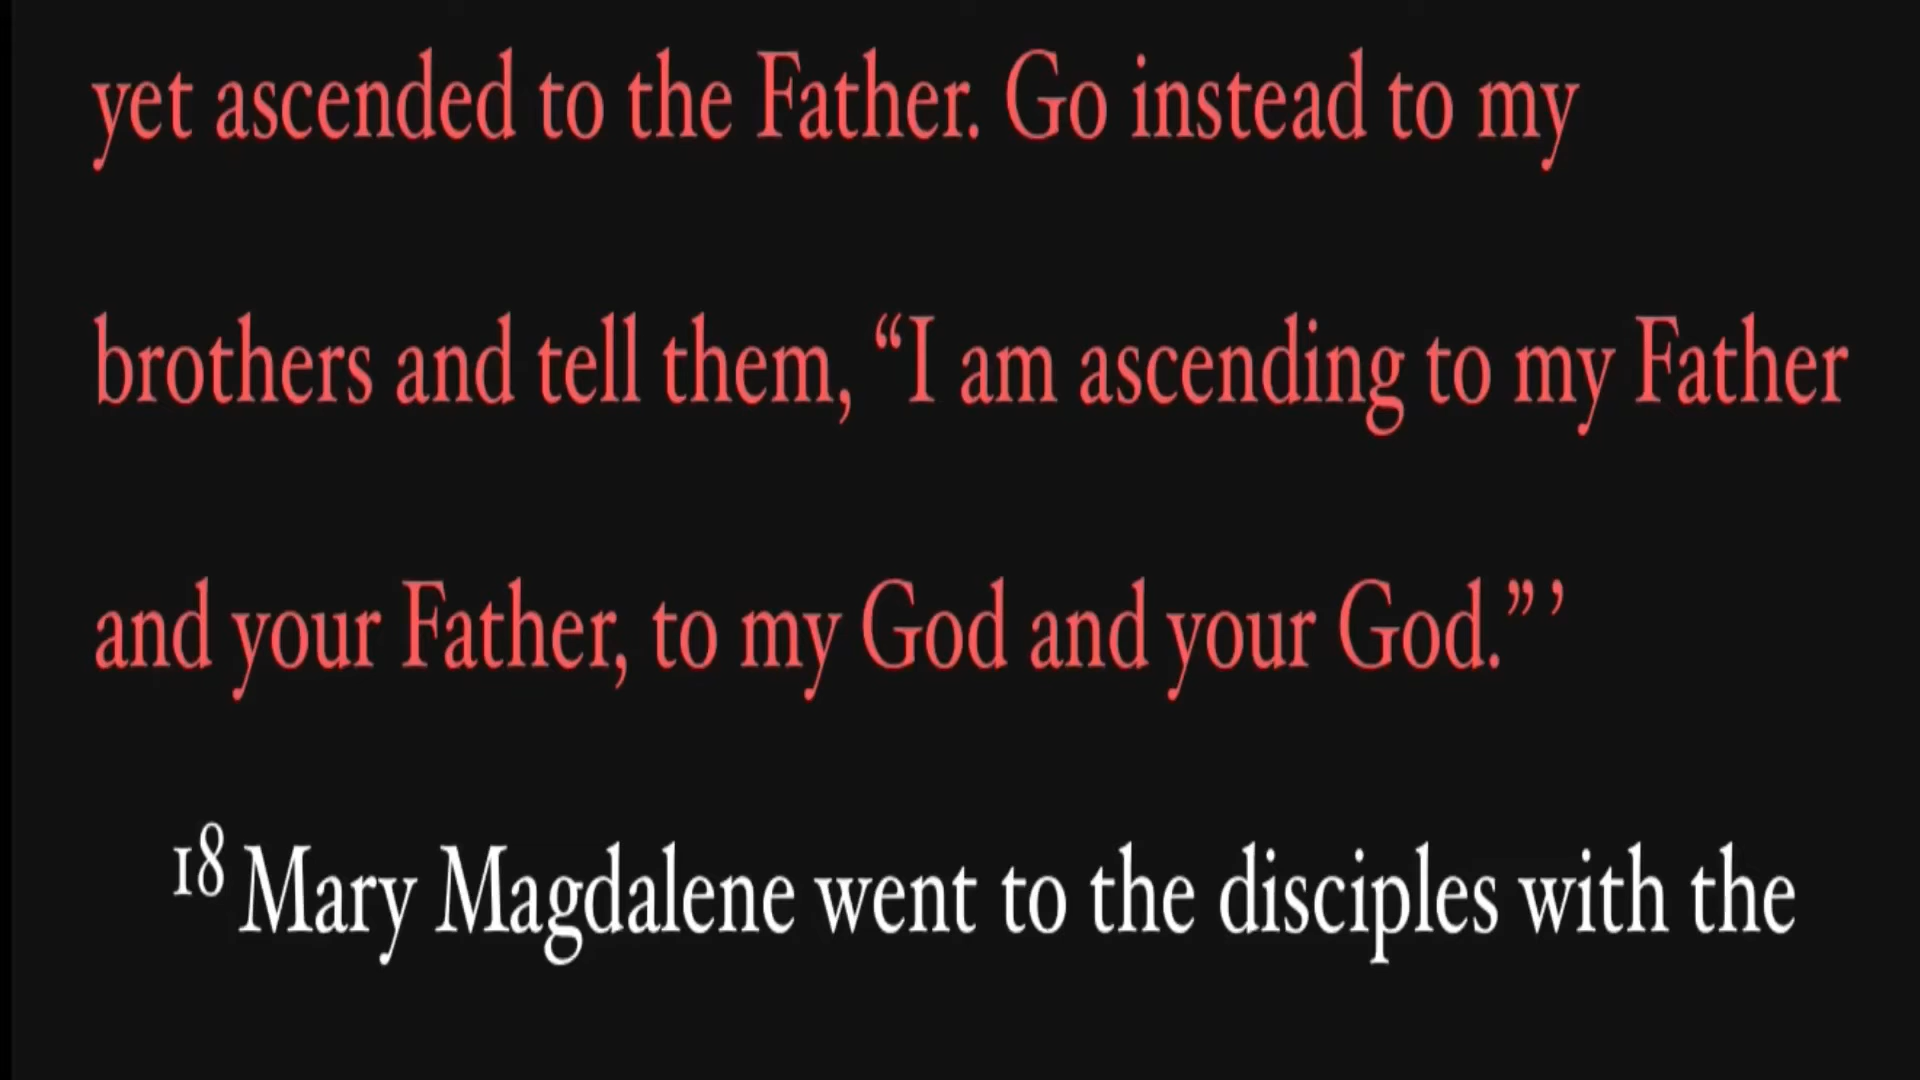 yet ascended to the Father. Go instead to my
brothers and tell them, “I am ascending to my Father
and your Father, to my God and your God.” ’
18 Mary Magdalene went to the disciples with the